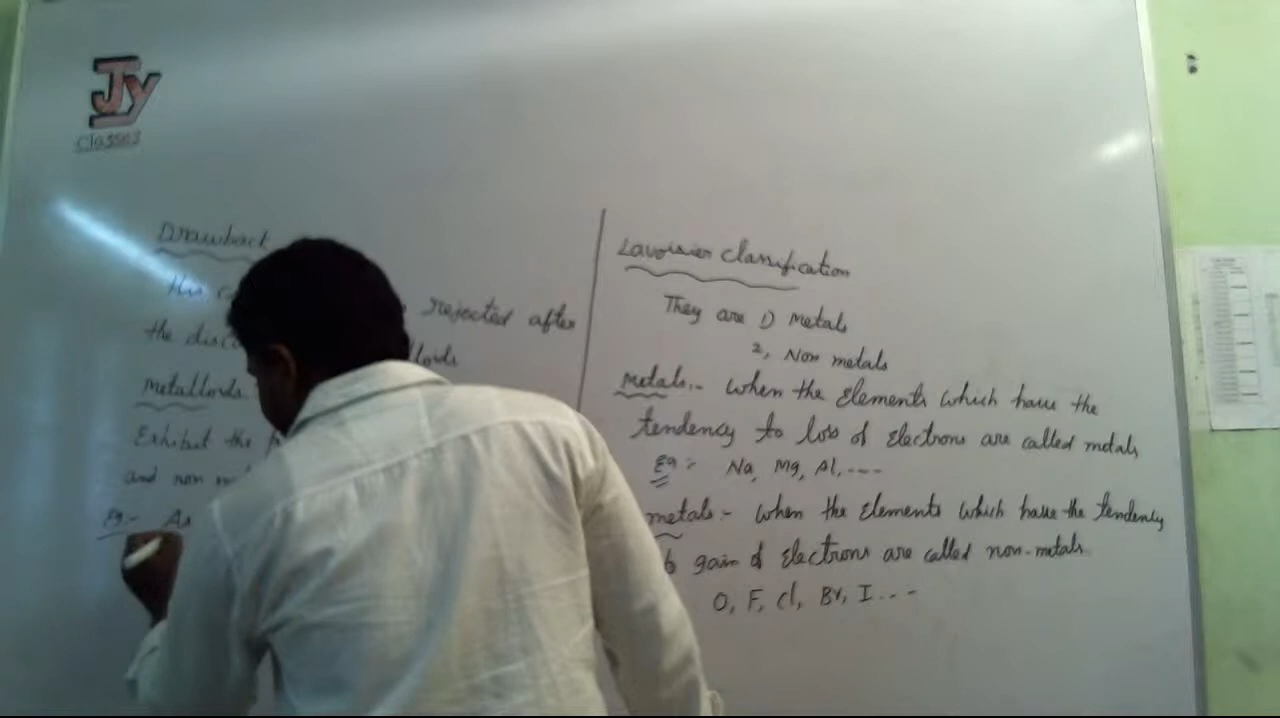 Jy
Classes
Drawback
this
rejected after
the
Metalloids
Exhibit the
and non
Eg:- As
Lavoisier classification
They are 1) metals
2, Non metals
Metals:- when the Elements which have the
tendency to loss of Electrons are called metals
Eg:- Na, Mg, Al,....
metals:- when the Elements which have the tendency
gain of Electrons are called non-metals.
O, F, Cl, Br, I....